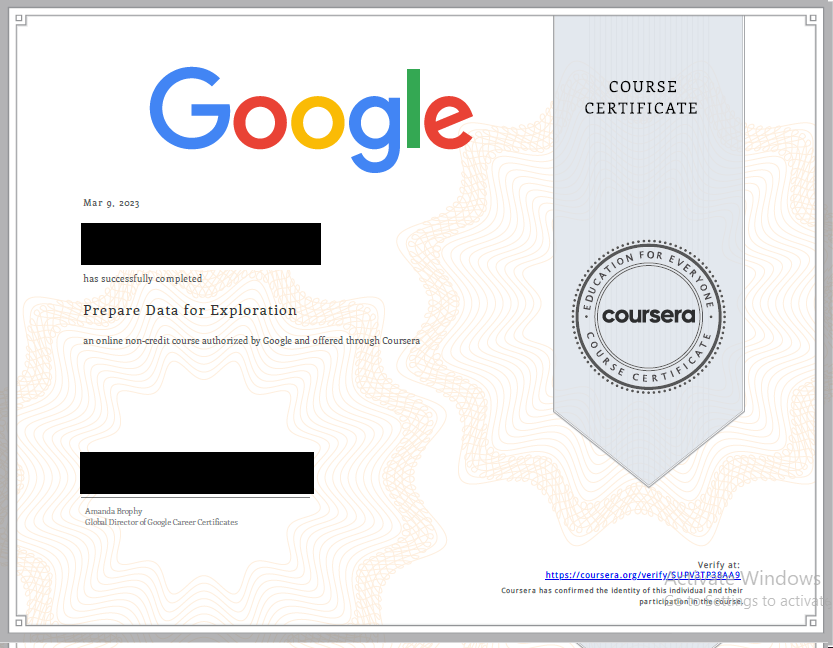 Google
COURSE
CERTIFICATE
Mar 9, 2023
has successfully completed
Prepare Data for Exploration
an online non-credit course authorized by Google and offered through Coursera
EDUCATION FOR EVERYONE
coursera
COURSE CERTIFICATE
Amanda Brophy
Global Director of Google Career Certificates
Verify at:
https://coursera.org/verify/SUPV3TP38AA9
Coursera has confirmed the identity of this individual and their
participation in the course.
Activate Windows
Go to Settings to activat